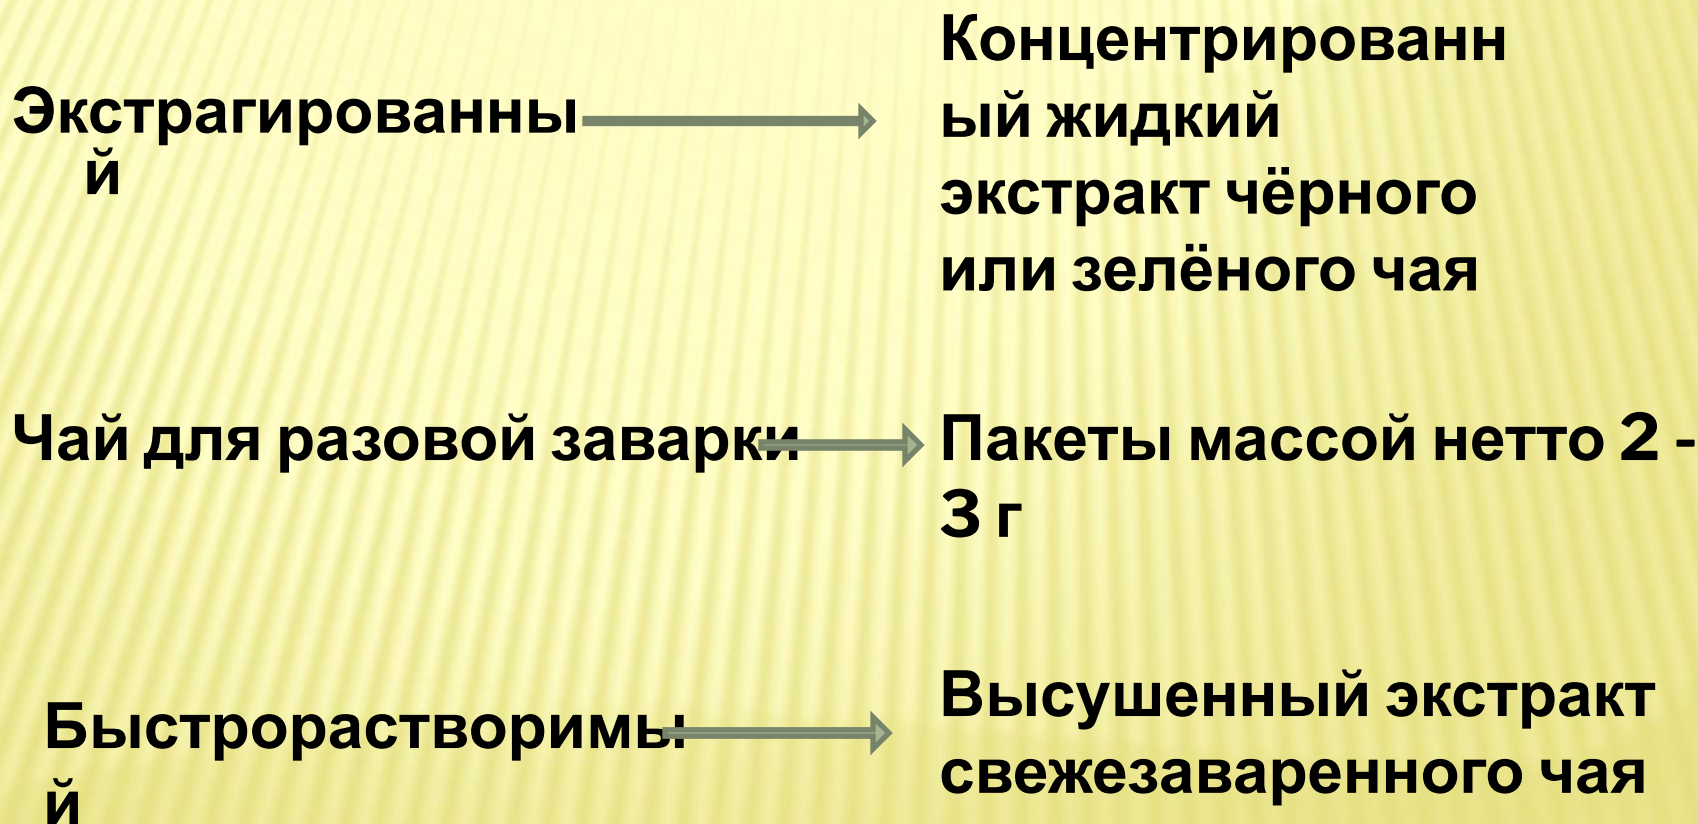 Экстрагированны
й
Концентрированн
ый жидкий
экстракт чёрного
или зелёного чая
Чай для разовой заварки
Пакеты массой нетто 2 -
3 г
Быстрорастворимы
й
Высушенный экстракт
свежезаваренного чая